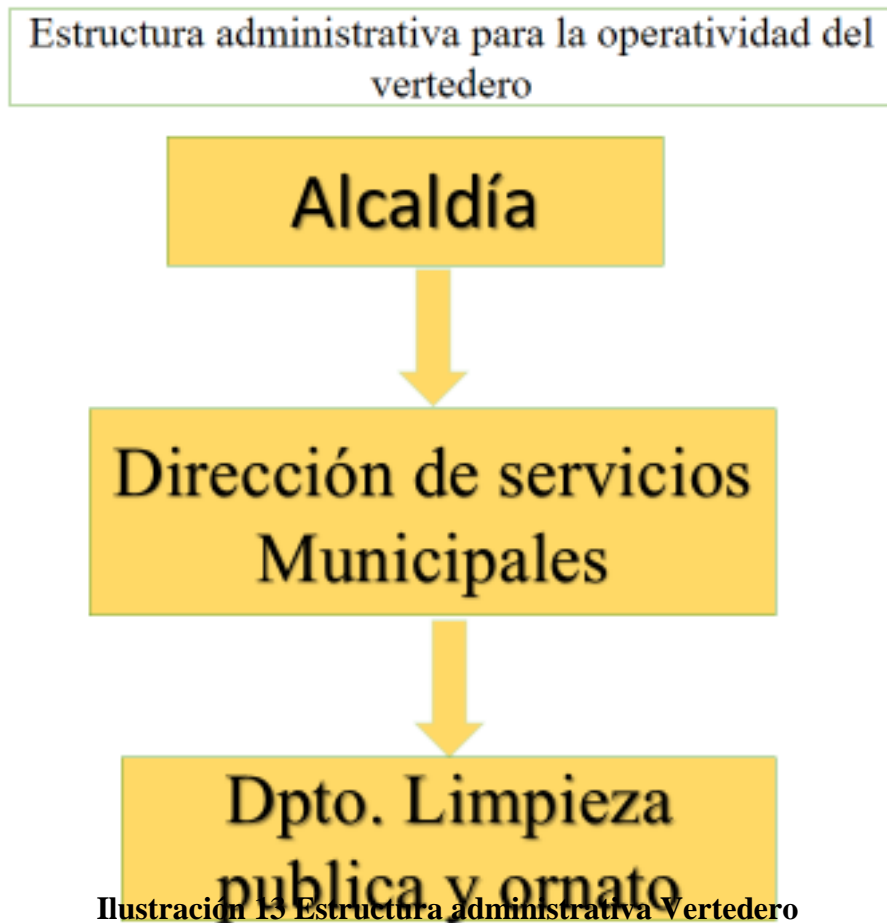 Estructura administrativa para la operatividad del
vertedero
Alcaldía
Dirección de servicios
Municipales
Dpto. Limpieza
publica y ornato
Ilustración 13 Estructura administrativa Vertedero